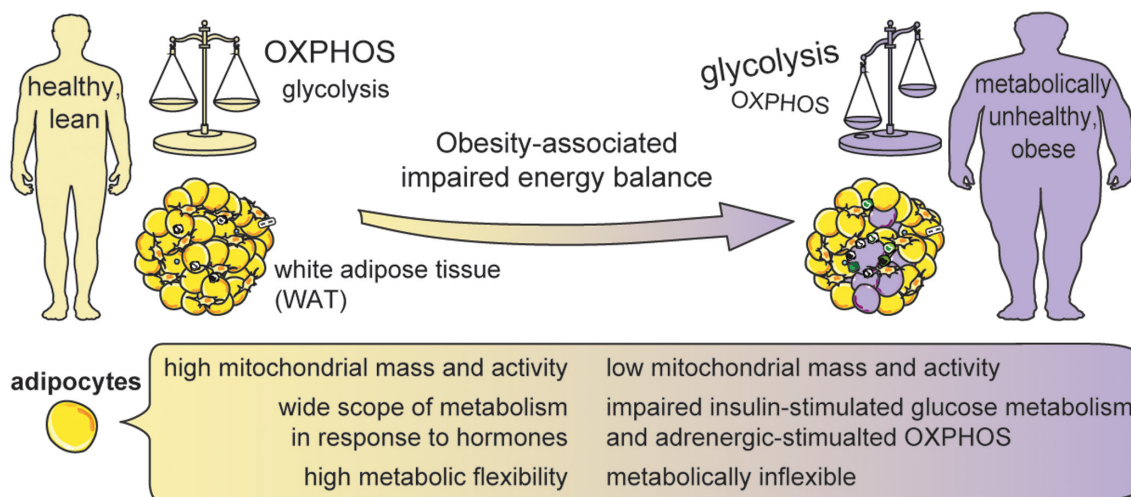 healthy,
lean
OXPHOS
glycolysis
glycolysis
OXPHOS
metabolically
unhealthy,
obese
Obesity-associated
impaired energy balance
white adipose tissue
(WAT)
adipocytes
high mitochondrial mass and activity
wide scope of metabolism
in response to hormones
high metabolic flexibility
low mitochondrial mass and activity
impaired insulin-stimulated glucose metabolism
and adrenergic-stimualted OXPHOS
metabolically inflexible